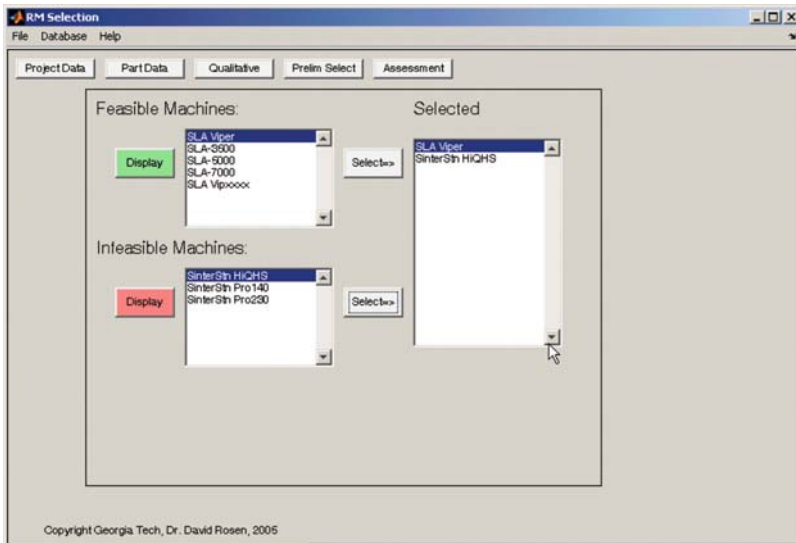 RM Selection
File Database Help
Project Data Part Data Qualitative Prelim Select Assessment
Feasible Machines: Selected
Display
SLA Viper
SLA-3500
SLA-5000
SLA-7000
SLA Vipxxxx
Select=>
SLA Viper
SinterStn HiQHS
Infeasible Machines:
Display
SinterStn HiQHS
SinterStn Pro140
SinterStn Pro230
Select=>
Copyright Georgia Tech, Dr. David Rosen, 2005